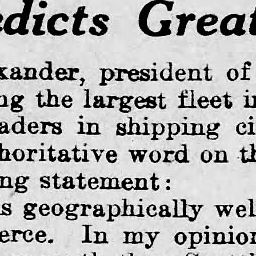 edicts Great
xander, president of
ng the largest fleet i
aders in shipping ci
horitative word on th
ng statement:
s geographically wel
erce. In my opinion